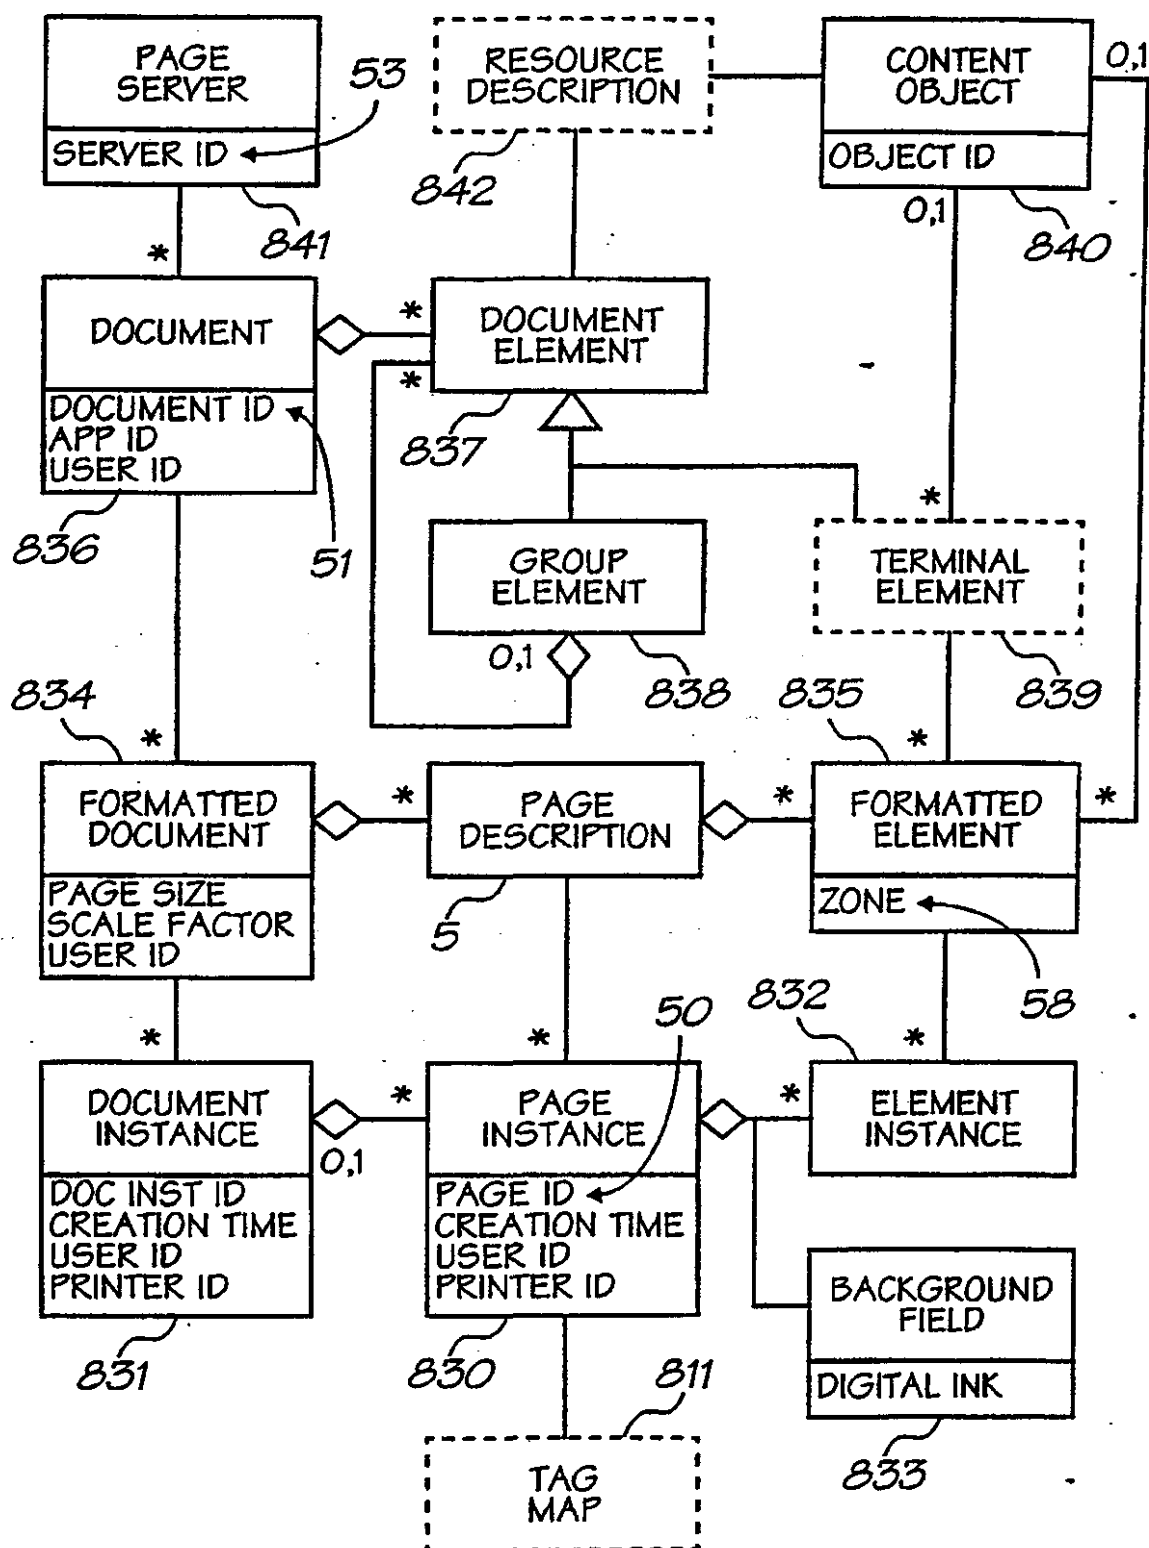 PAGE
SERVER
SERVER ID
53
841
*
RESOURCE
DESCRIPTION
842
CONTENT
OBJECT
OBJECT ID
0,1
0,1
840
DOCUMENT
DOCUMENT ID
APP ID
USER ID
836
51
*
*
DOCUMENT
ELEMENT
837
GROUP
ELEMENT
0,1
838
*
TERMINAL
ELEMENT
839
834
*
FORMATTED
DOCUMENT
PAGE SIZE
SCALE FACTOR
USER ID
*
PAGE
DESCRIPTION
5
835
*
*
*
FORMATTED
ELEMENT
ZONE
58
*
DOCUMENT
INSTANCE
0,1
DOC INST ID
CREATION TIME
USER ID
PRINTER ID
831
50
*
*
PAGE
INSTANCE
PAGE ID
CREATION TIME
USER ID
PRINTER ID
830
832
*
*
ELEMENT
INSTANCE
BACKGROUND
FIELD
DIGITAL INK
833
811
TAG
MAP